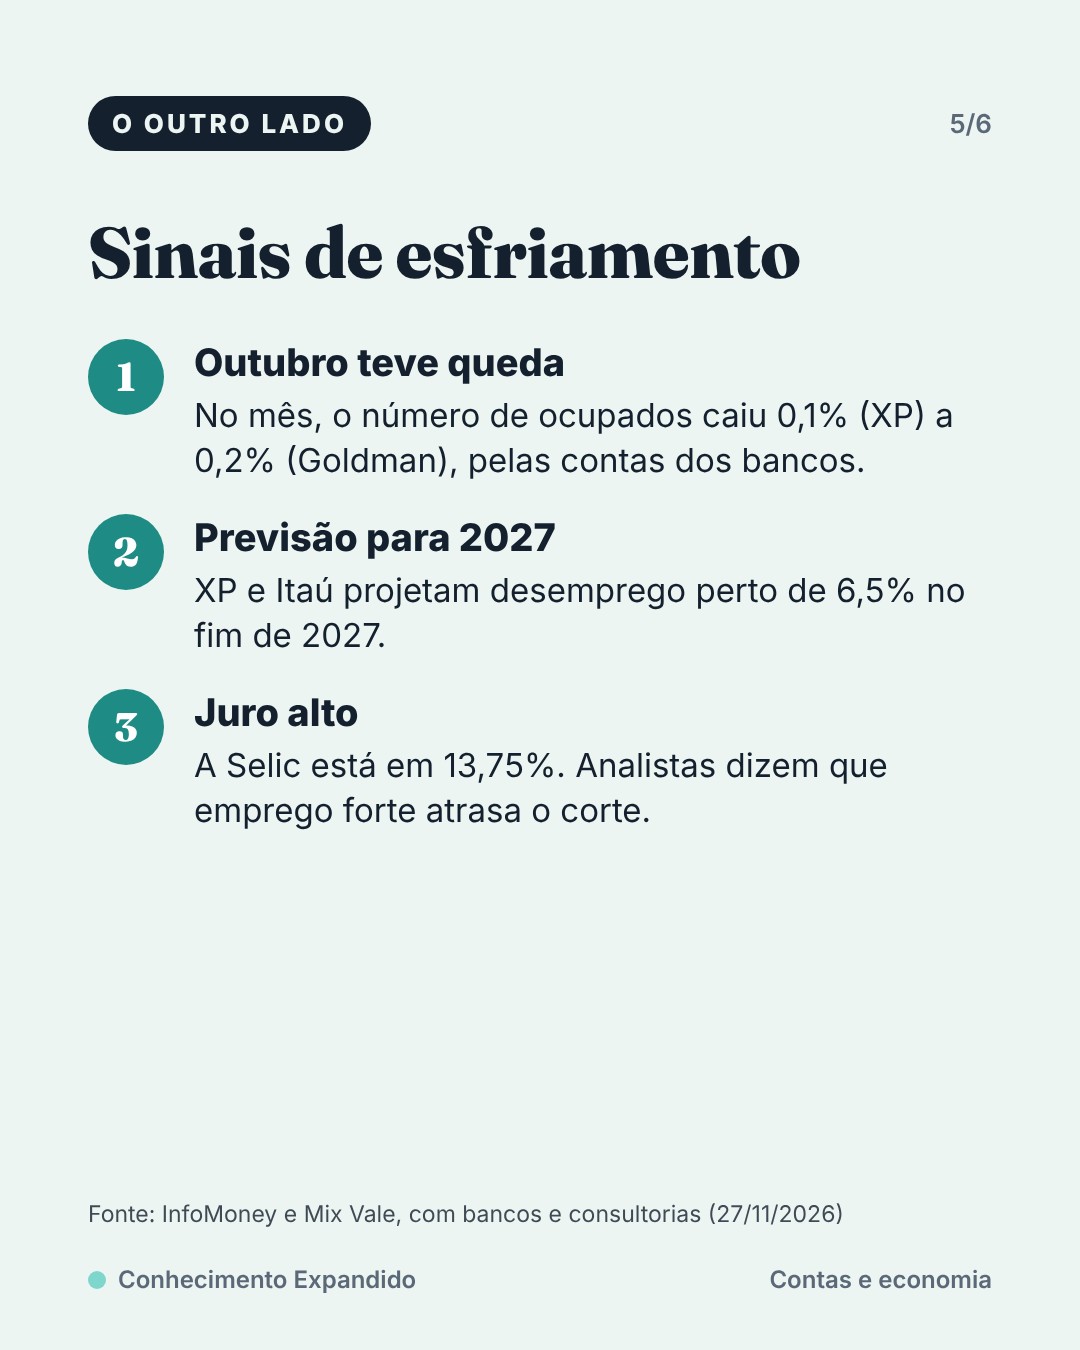 O OUTRO LADO
5/6
Sinais de esfriamento
1
Outubro teve queda
No mês, o número de ocupados caiu 0,1% (XP) a
0,2% (Goldman), pelas contas dos bancos.
2
Previsão para 2027
XP e Itaú projetam desemprego perto de 6,5% no
fim de 2027.
3
Juro alto
A Selic está em 13,75%. Analistas dizem que
emprego forte atrasa o corte.
Fonte: InfoMoney e Mix Vale, com bancos e consultorias (27/11/2026)
Conhecimento Expandido
Contas e economia